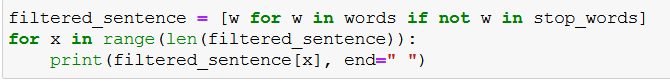 filtered_sentence = [w for w in words if not w in stop_words]
for x in range(len(filtered_sentence)):
    print(filtered_sentence[x], end=" ")